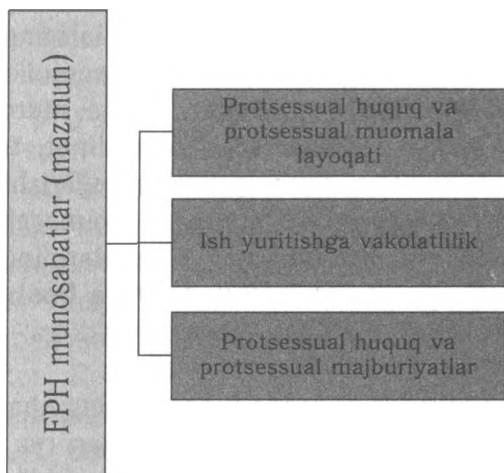 FPH munosabatlar (mazmun)
Protsessual huquq va
protsessual muomala
layoqati
Ish yuritishga vakolatlilik
Protsessual huquq va
protsessual majburiyatlar